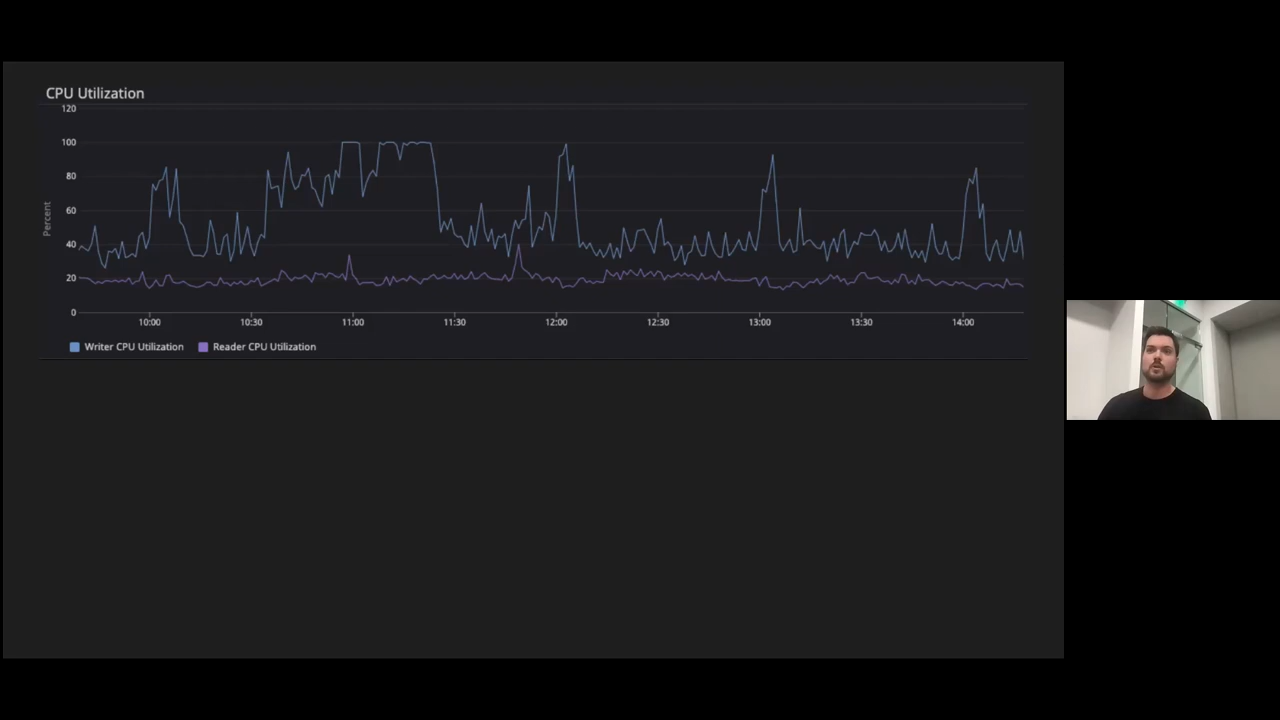 CPU Utilization
120
100
80
60
40
20
0
Percent
10:00 10:30 11:00 11:30 12:00 12:30 13:00 13:30 14:00
Writer CPU Utilization Reader CPU Utilization